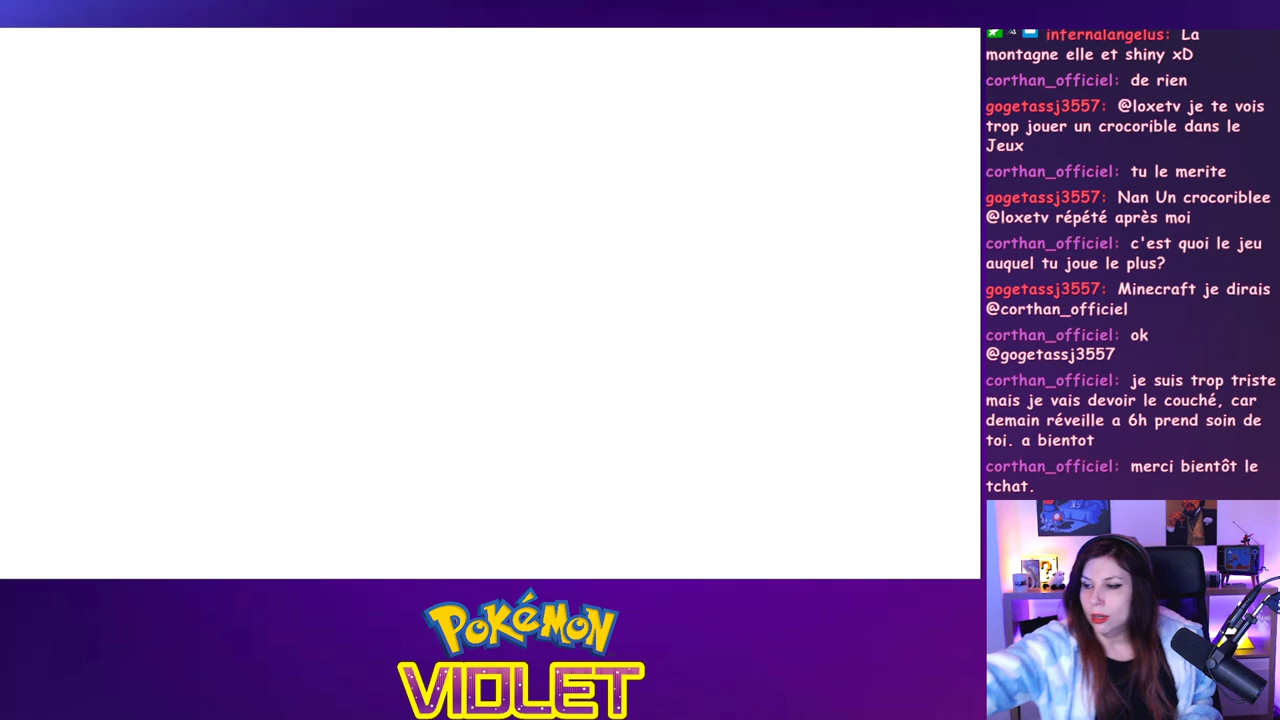 infernalangelus: La
montagne elle et shiny xD
corthan_officiel: de rien
gogetassj3557: @loxetv je te vois
trop jouer un crocorible dans le
Jeux
corthan_officiel: tu le merite
gogetassj3557: Nan Un crocoriblee
@loxetv répété après moi
corthan_officiel: c'est quoi le jeu
auquel tu joue le plus?
gogetassj3557: Minecraft je dirais
@corthan_officiel
corthan_officiel: ok
@gogetassj3557
corthan_officiel: je suis trop triste
mais je vais devoir le couché, car
demain réveille a 6h prend soin de
toi. a bientot
corthan_officiel: merci bientôt le
tchat.
POKéMON
VIOLET